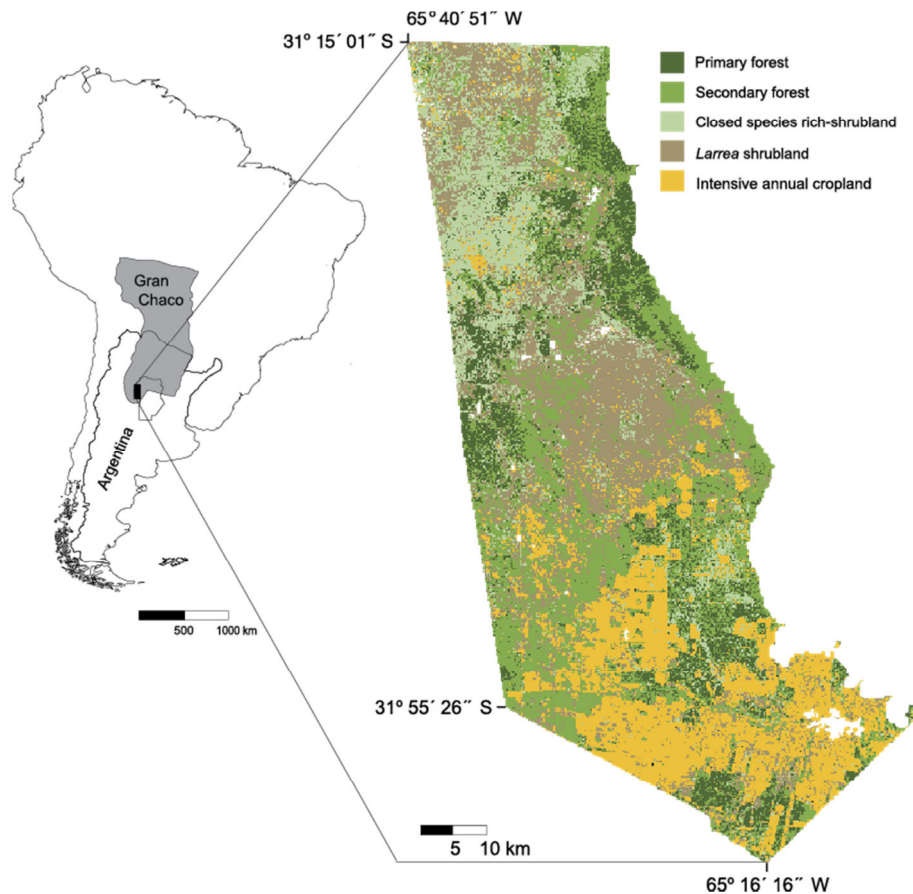 65º 40´ 51˝ W
31º 15´ 01˝ S
Primary forest
Secondary forest
Closed species rich-shrubland
Larrea shrubland
Intensive annual cropland
Gran
Chaco
Argentina
500 1000 km
31º 55´ 26˝ S
5 10 km
65º 16´ 16˝ W